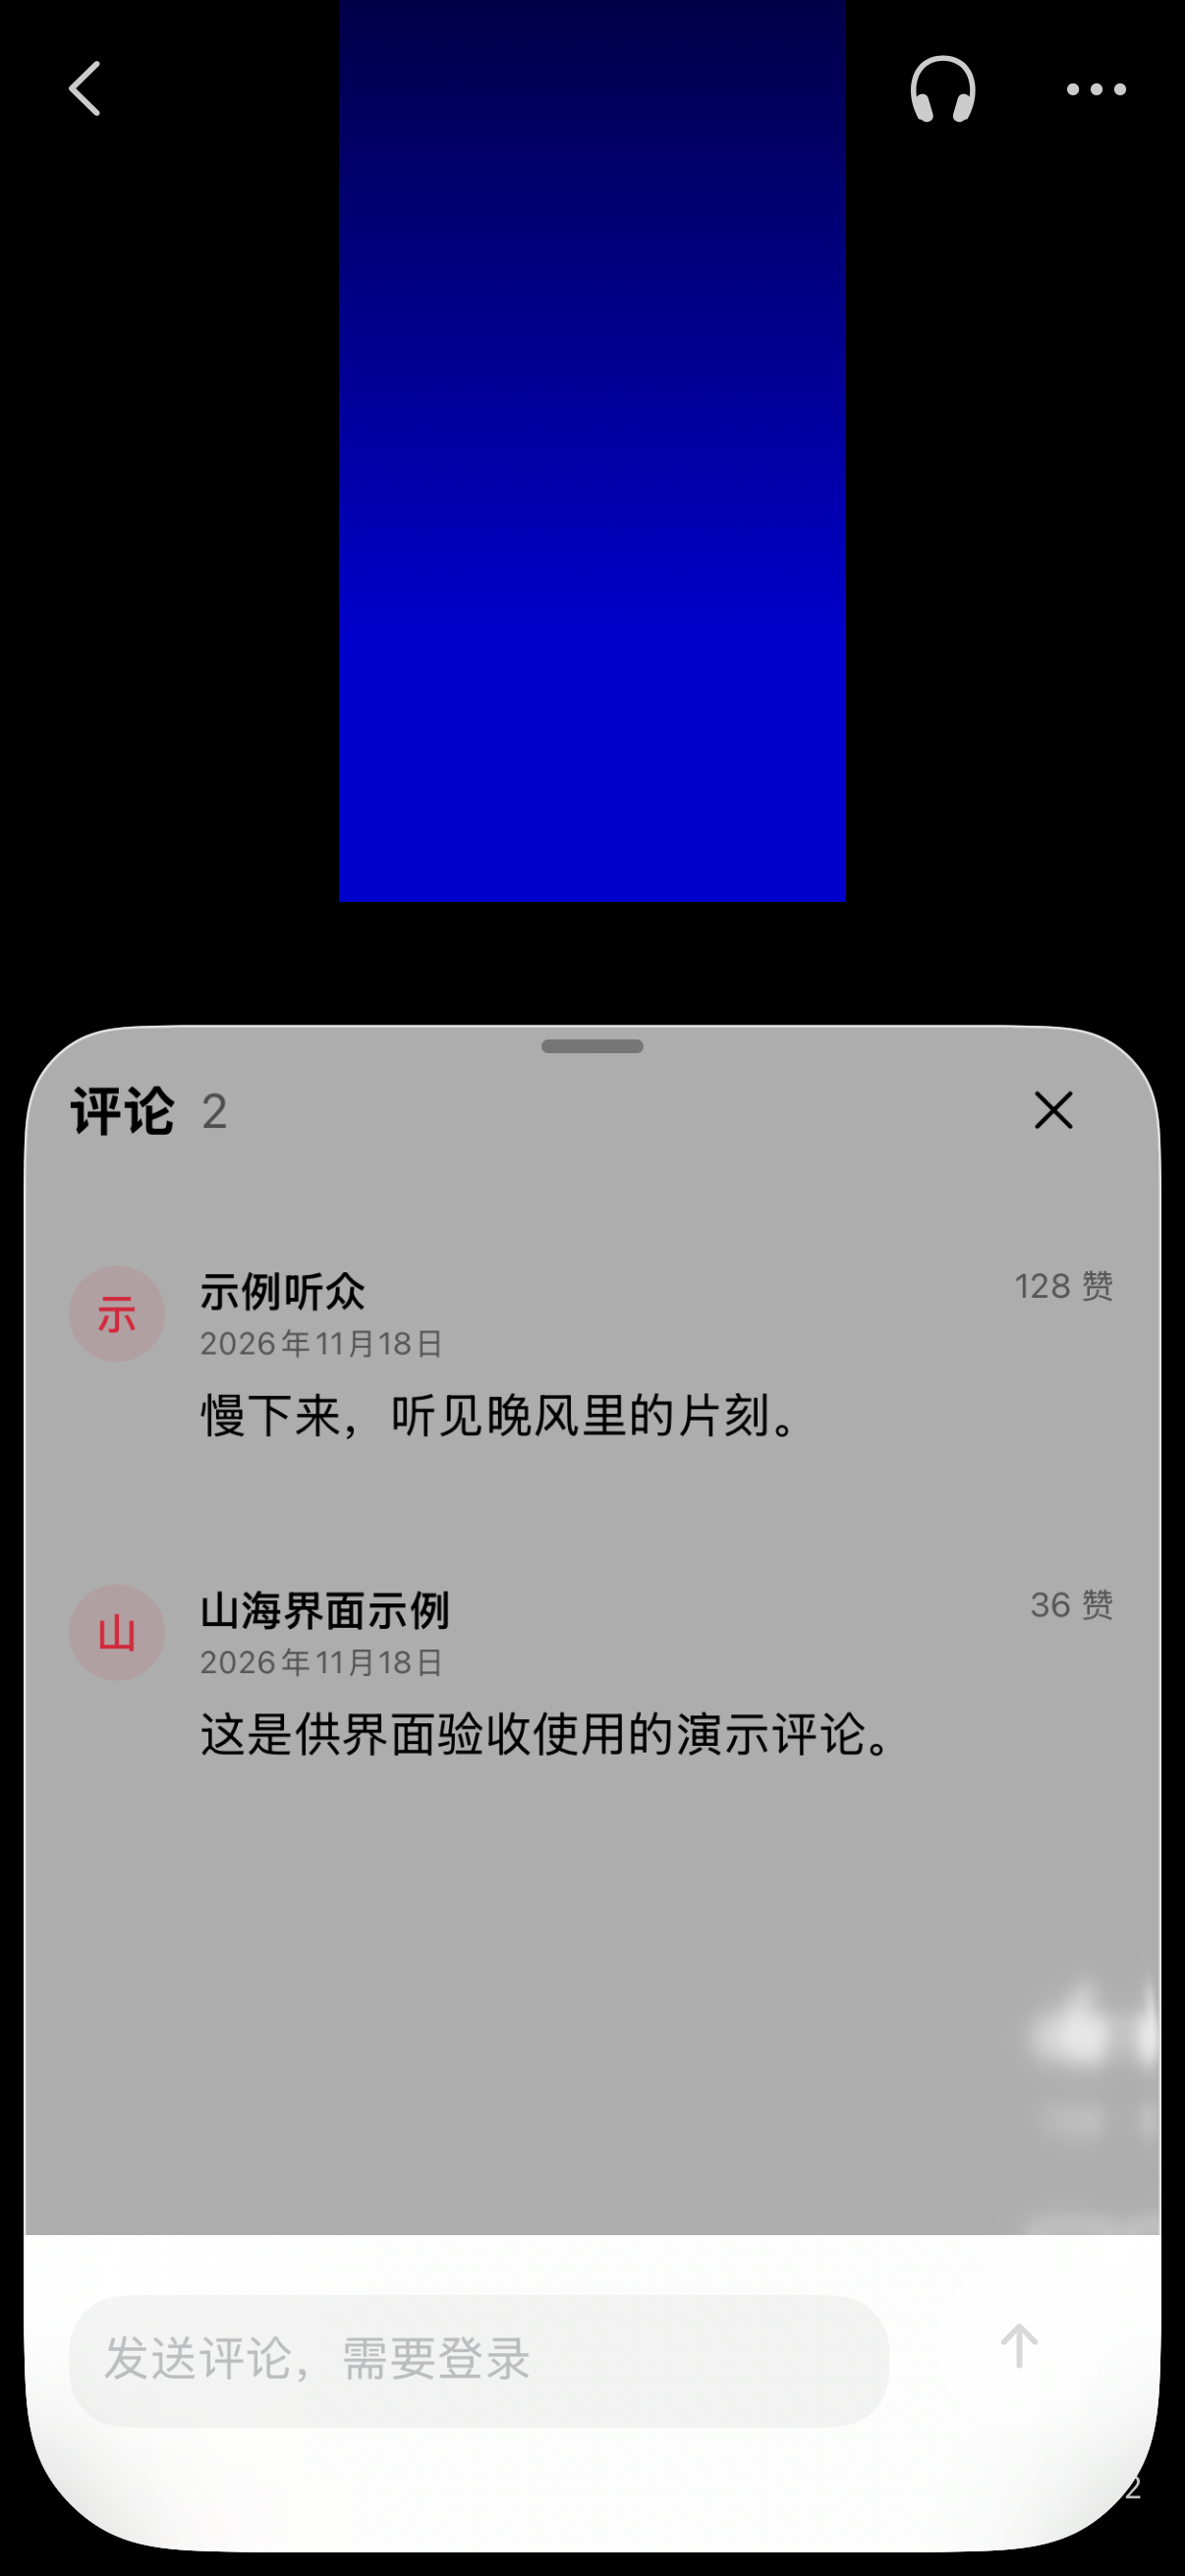 评论 2
示
示例听众
128 赞
2026年11月18日
慢下来，听见晚风里的片刻。
山
山海界面示例
36 赞
2026年11月18日
这是供界面验收使用的演示评论。
发送评论，需要登录
2